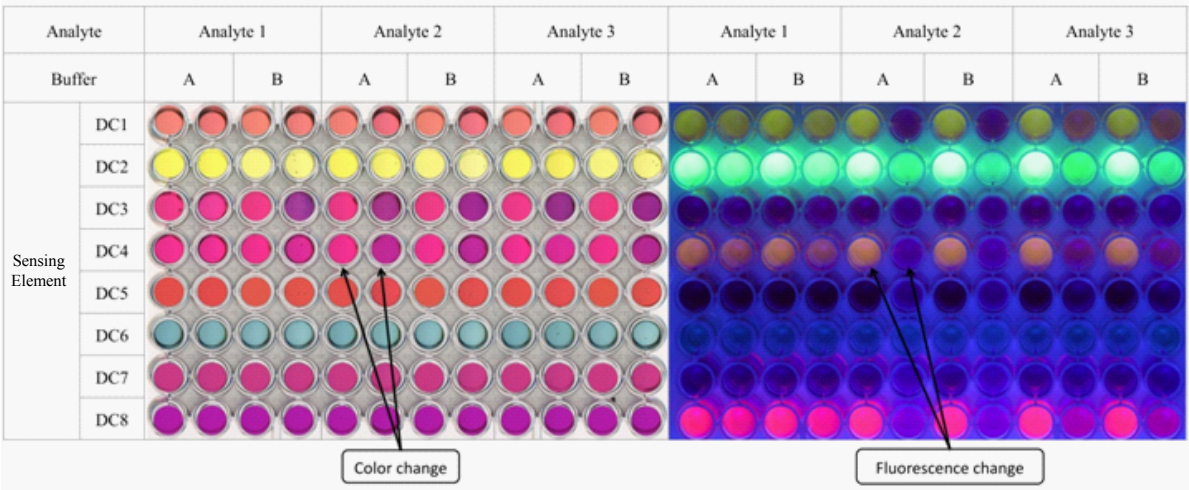 Analyte Analyte 1 Analyte 2 Analyte 3 Analyte 1 Analyte 2 Analyte 3
Buffer A B A B A B A B A B A B
DC1
DC2
DC3
DC4
Sensing
Element
DC5
DC6
DC7
DC8
Color change Fluorescence change